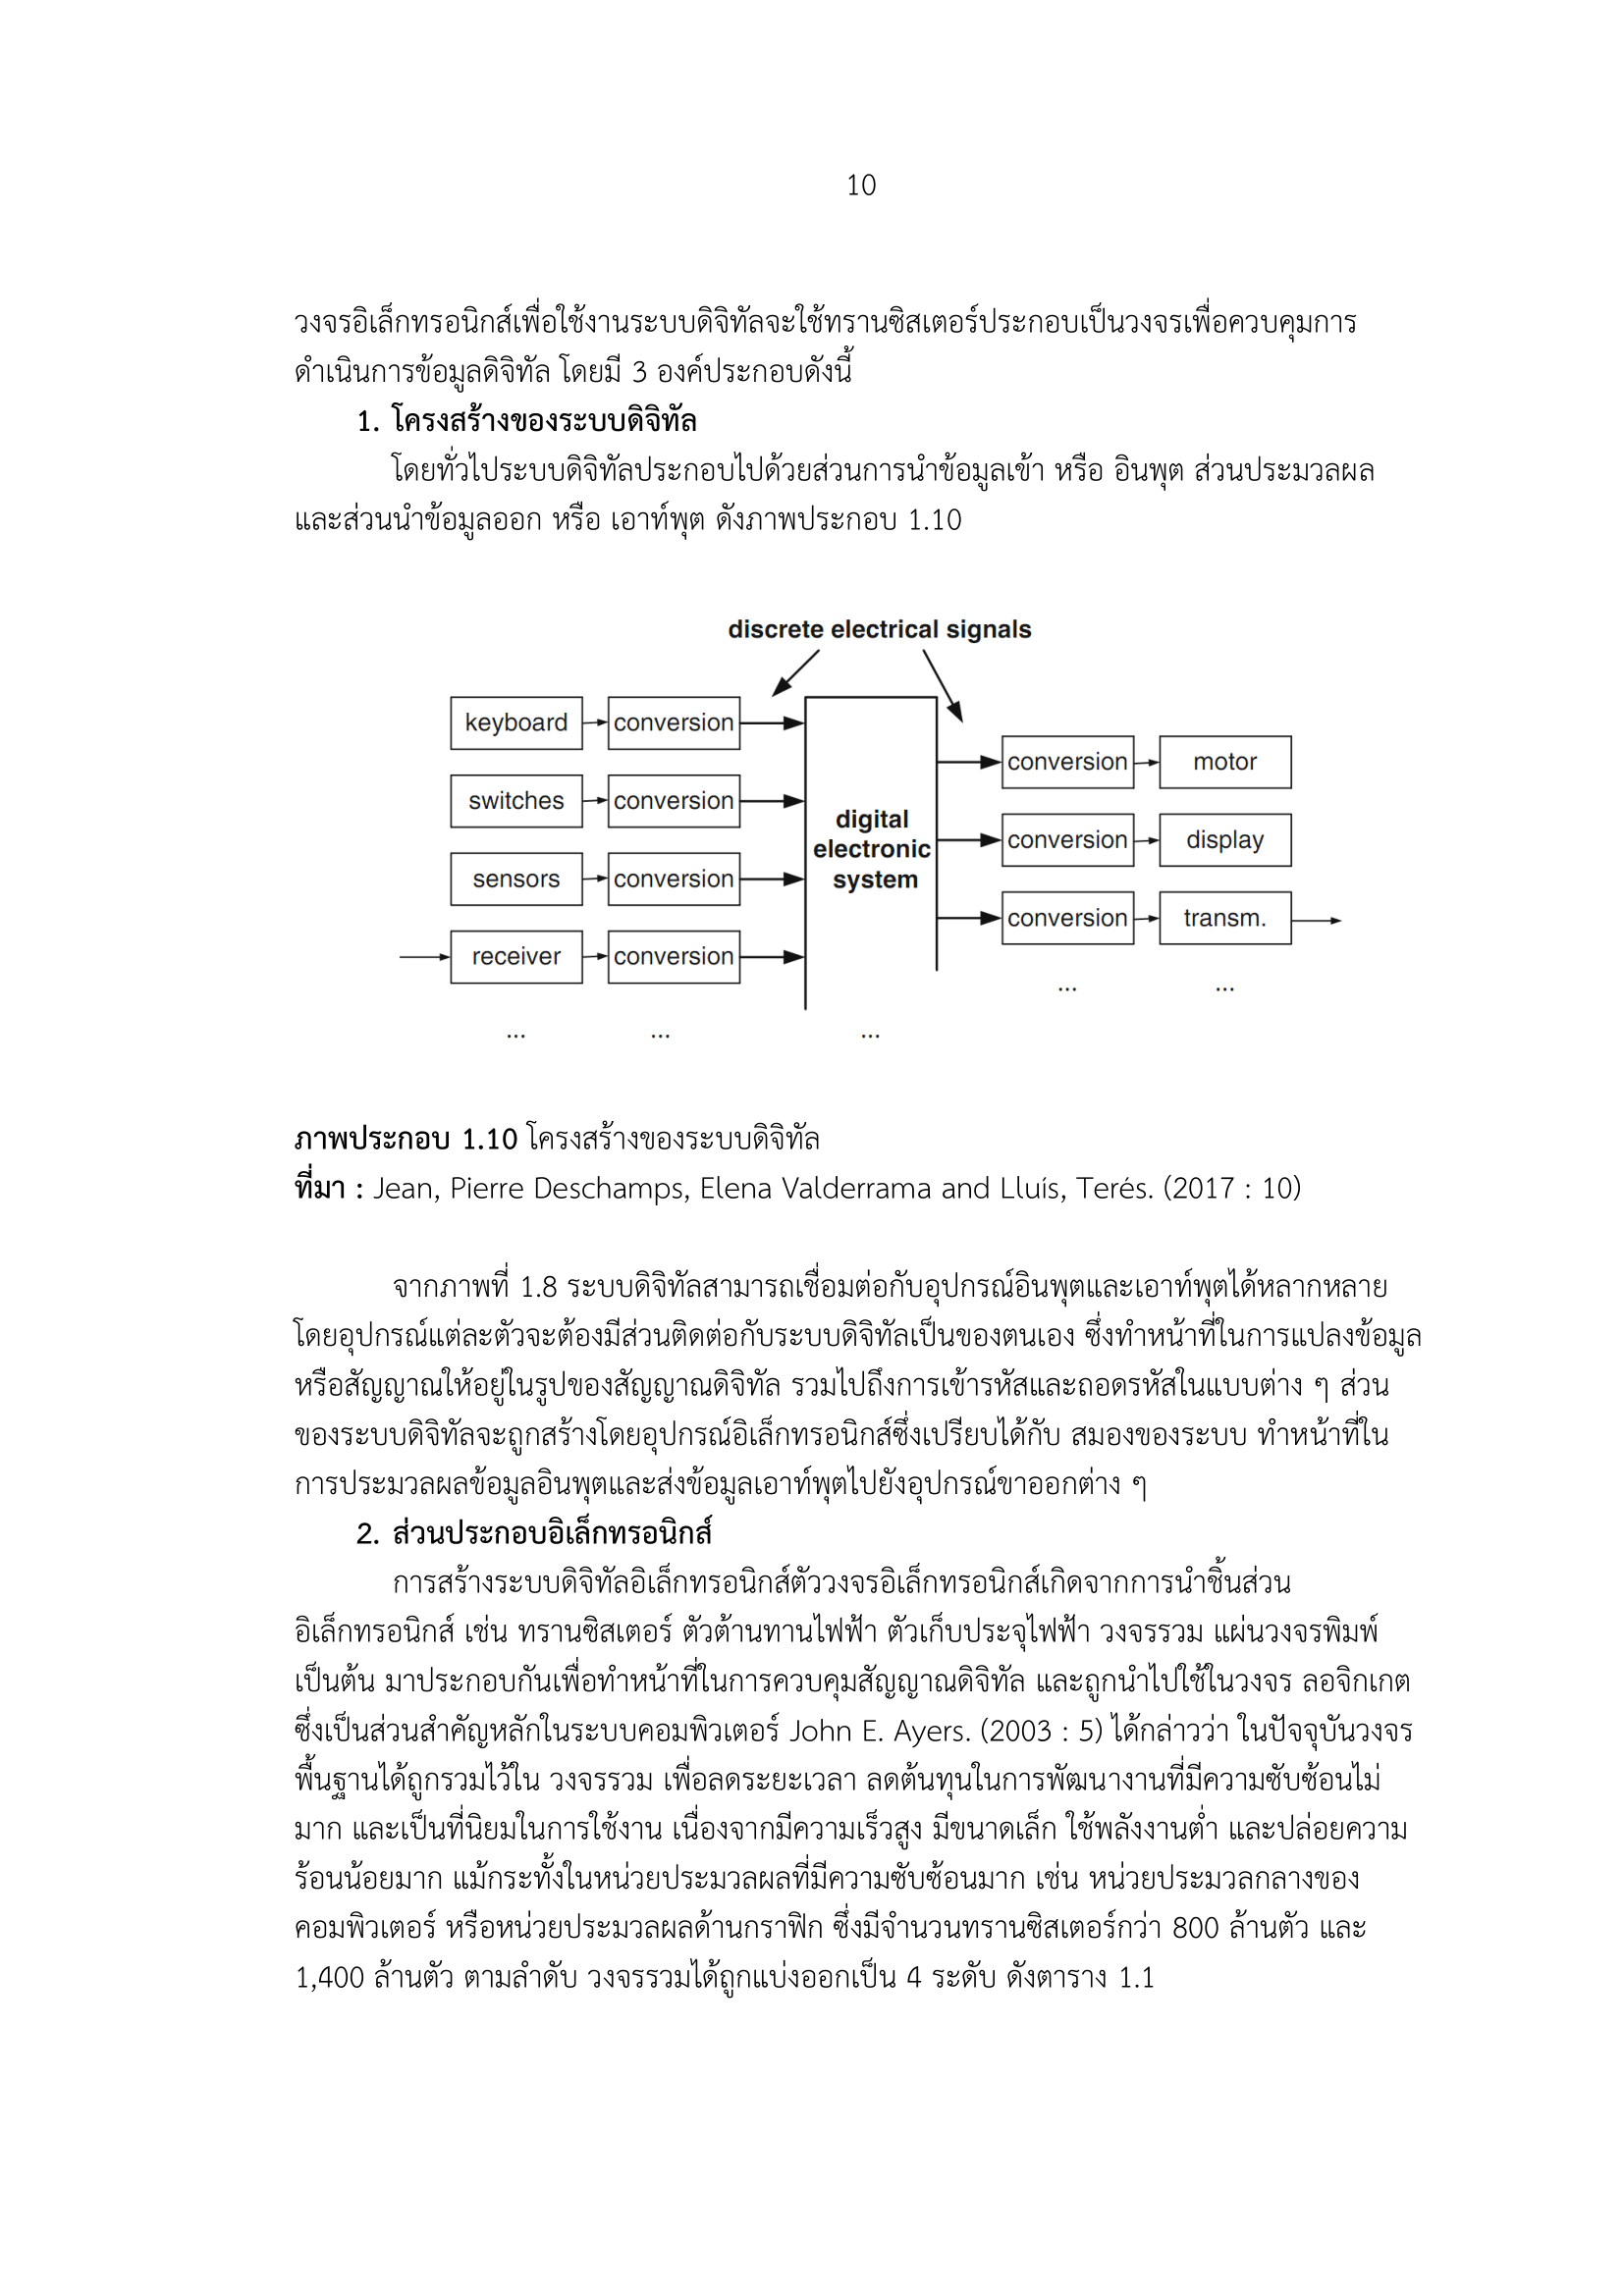 10
วงจรอิเล็กทรอนิกส์เพื่อใช้งานระบบดิจิทัลจะใช้ทรานซิสเตอร์ประกอบเป็นวงจรเพื่อควบคุมการ
ดำเนินการข้อมูลดิจิทัล โดยมี 3 องค์ประกอบดังนี้
1. โครงสร้างของระบบดิจิทัล
โดยทั่วไประบบดิจิทัลประกอบไปด้วยส่วนการนำข้อมูลเข้า หรือ อินพุต ส่วนประมวลผล
และส่วนนำข้อมูลออก หรือ เอาท์พุต ดังภาพประกอบ 1.10
discrete electrical signals
keyboard conversion
conversion motor
switches conversion
digital
electronic
system
conversion display
sensors conversion
conversion transm.
receiver conversion
... ...
... ... ...
ภาพประกอบ 1.10 โครงสร้างของระบบดิจิทัล
ที่มา : Jean, Pierre Deschamps, Elena Valderrama and Lluís, Terés. (2017 : 10)
จากภาพที่ 1.8 ระบบดิจิทัลสามารถเชื่อมต่อกับอุปกรณ์อินพุตและเอาท์พุตได้หลากหลาย
โดยอุปกรณ์แต่ละตัวจะต้องมีส่วนติดต่อกับระบบดิจิทัลเป็นของตนเอง ซึ่งทำหน้าที่ในการแปลงข้อมูล
หรือสัญญาณให้อยู่ในรูปของสัญญาณดิจิทัล รวมไปถึงการเข้ารหัสและถอดรหัสในแบบต่าง ๆ ส่วน
ของระบบดิจิทัลจะถูกสร้างโดยอุปกรณ์อิเล็กทรอนิกส์ซึ่งเปรียบได้กับ สมองของระบบ ทำหน้าที่ใน
การประมวลผลข้อมูลอินพุตและส่งข้อมูลเอาท์พุตไปยังอุปกรณ์ขาออกต่าง ๆ
2. ส่วนประกอบอิเล็กทรอนิกส์
การสร้างระบบดิจิทัลอิเล็กทรอนิกส์ตัววงจรอิเล็กทรอนิกส์เกิดจากการนำชิ้นส่วน
อิเล็กทรอนิกส์ เช่น ทรานซิสเตอร์ ตัวต้านทานไฟฟ้า ตัวเก็บประจุไฟฟ้า วงจรรวม แผ่นวงจรพิมพ์
เป็นต้น มาประกอบกันเพื่อทำหน้าที่ในการควบคุมสัญญาณดิจิทัล และถูกนำไปใช้ในวงจร ลอจิกเกต
ซึ่งเป็นส่วนสำคัญหลักในระบบคอมพิวเตอร์ John E. Ayers. (2003 : 5) ได้กล่าวว่า ในปัจจุบันวงจร
พื้นฐานได้ถูกรวมไว้ใน วงจรรวม เพื่อลดระยะเวลา ลดต้นทุนในการพัฒนางานที่มีความซับซ้อนไม่
มาก และเป็นที่นิยมในการใช้งาน เนื่องจากมีความเร็วสูง มีขนาดเล็ก ใช้พลังงานต่ำ และปล่อยความ
ร้อนน้อยมาก แม้กระทั้งในหน่วยประมวลผลที่มีความซับซ้อนมาก เช่น หน่วยประมวลกลางของ
คอมพิวเตอร์ หรือหน่วยประมวลผลด้านกราฟิก ซึ่งมีจำนวนทรานซิสเตอร์กว่า 800 ล้านตัว และ
1,400 ล้านตัว ตามลำดับ วงจรรวมได้ถูกแบ่งออกเป็น 4 ระดับ ดังตาราง 1.1